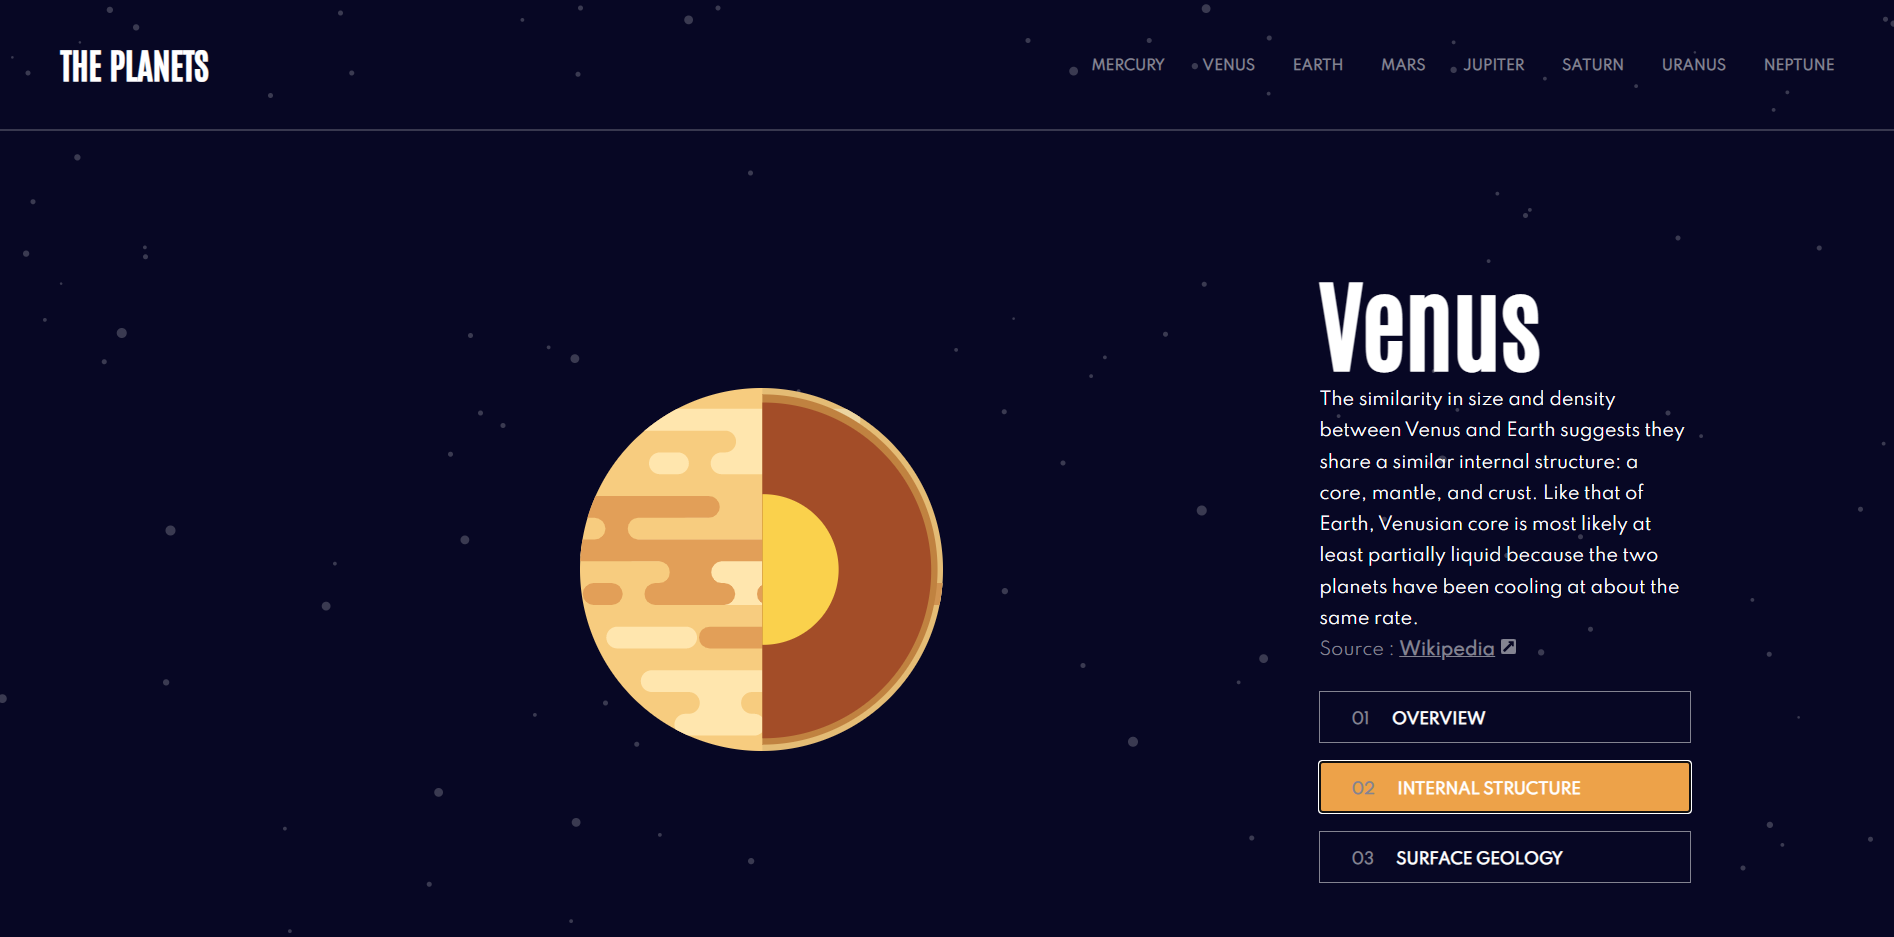 THE PLANETS
MERCURY VENUS EARTH MARS JUPITER SATURN URANUS NEPTUNE
Venus
The similarity in size and density
between Venus and Earth suggests they
share a similar internal structure: a
core, mantle, and crust. Like that of
Earth, Venusian core is most likely at
least partially liquid because the two
planets have been cooling at about the
same rate.
Source : Wikipedia
01 OVERVIEW
02 INTERNAL STRUCTURE
03 SURFACE GEOLOGY